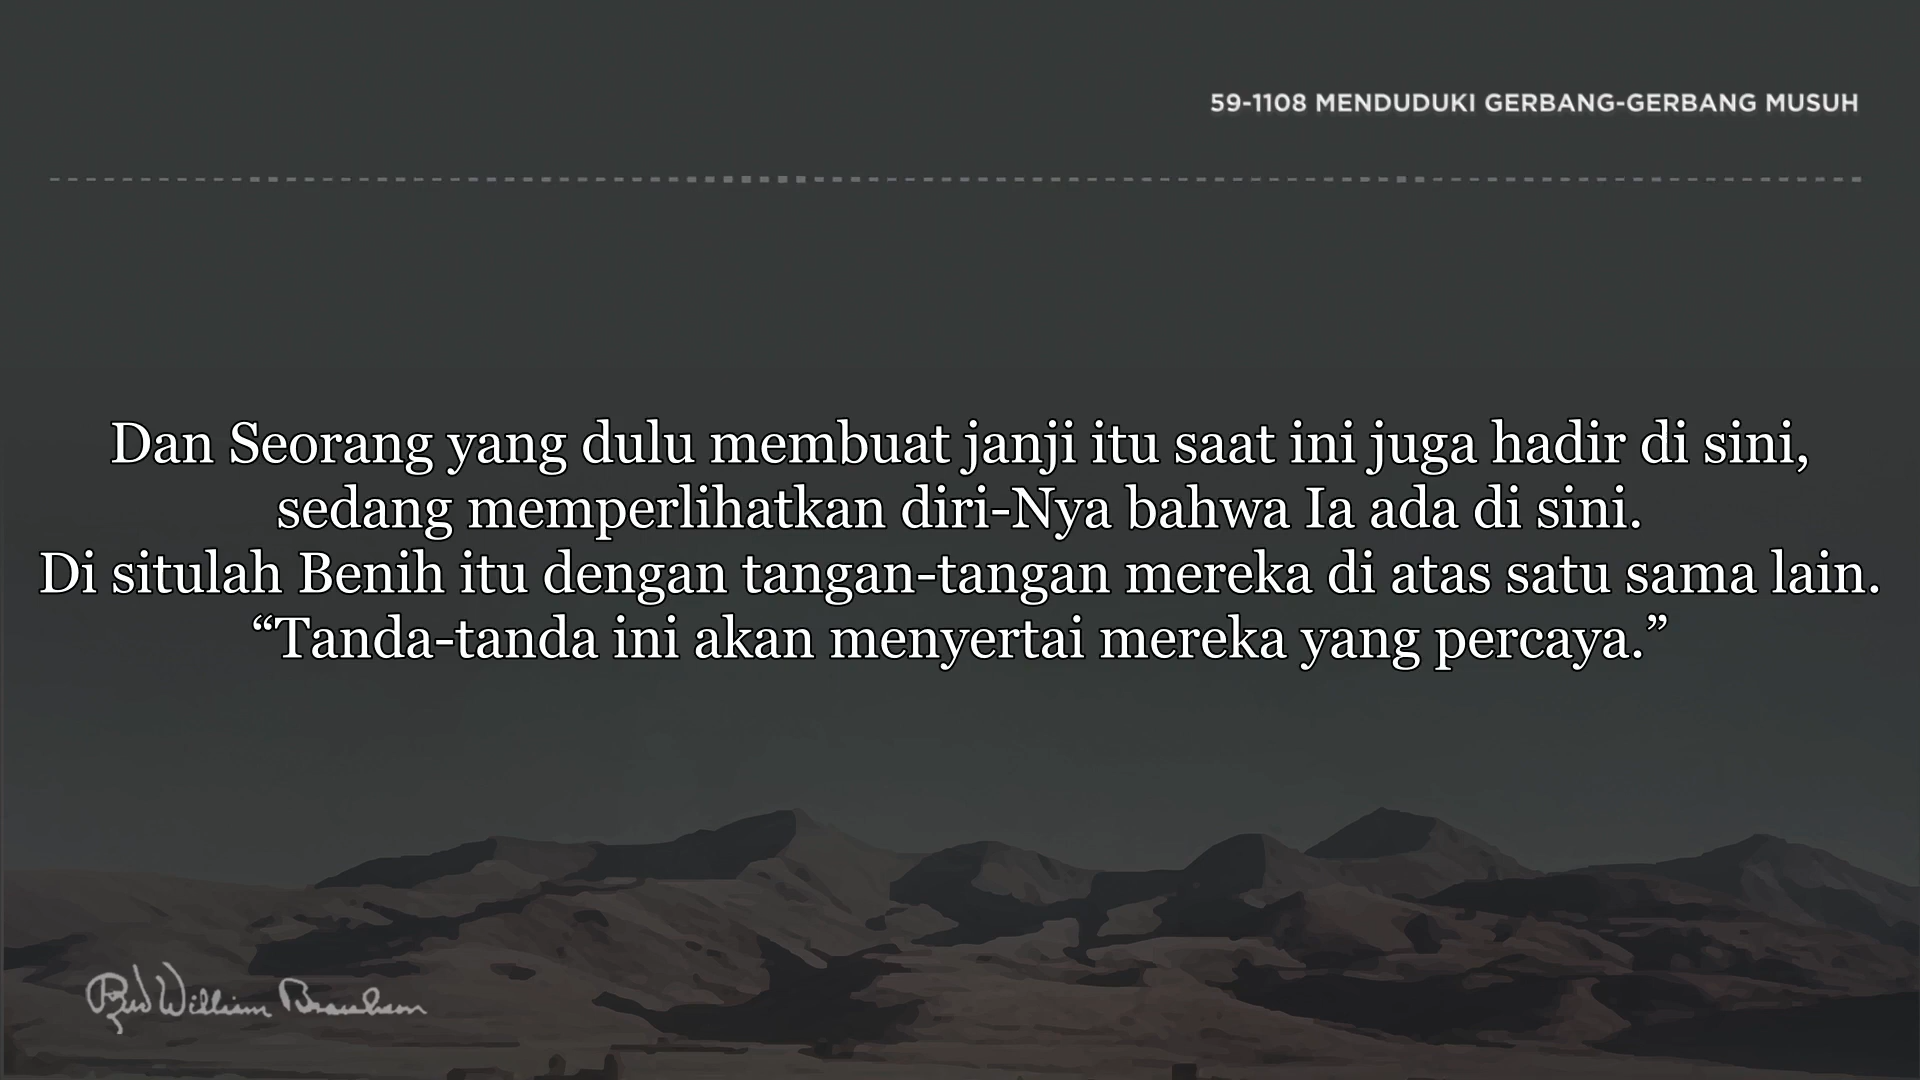 59-1108 MENDUDUKI GERBANG-GERBANG MUSUH
Dan Seorang yang dulu membuat janji itu saat ini juga hadir di sini,
sedang memperlihatkan diri-Nya bahwa Ia ada di sini.
Di situlah Benih itu dengan tangan-tangan mereka di atas satu sama lain.
“Tanda-tanda ini akan menyertai mereka yang percaya.”
William Branham